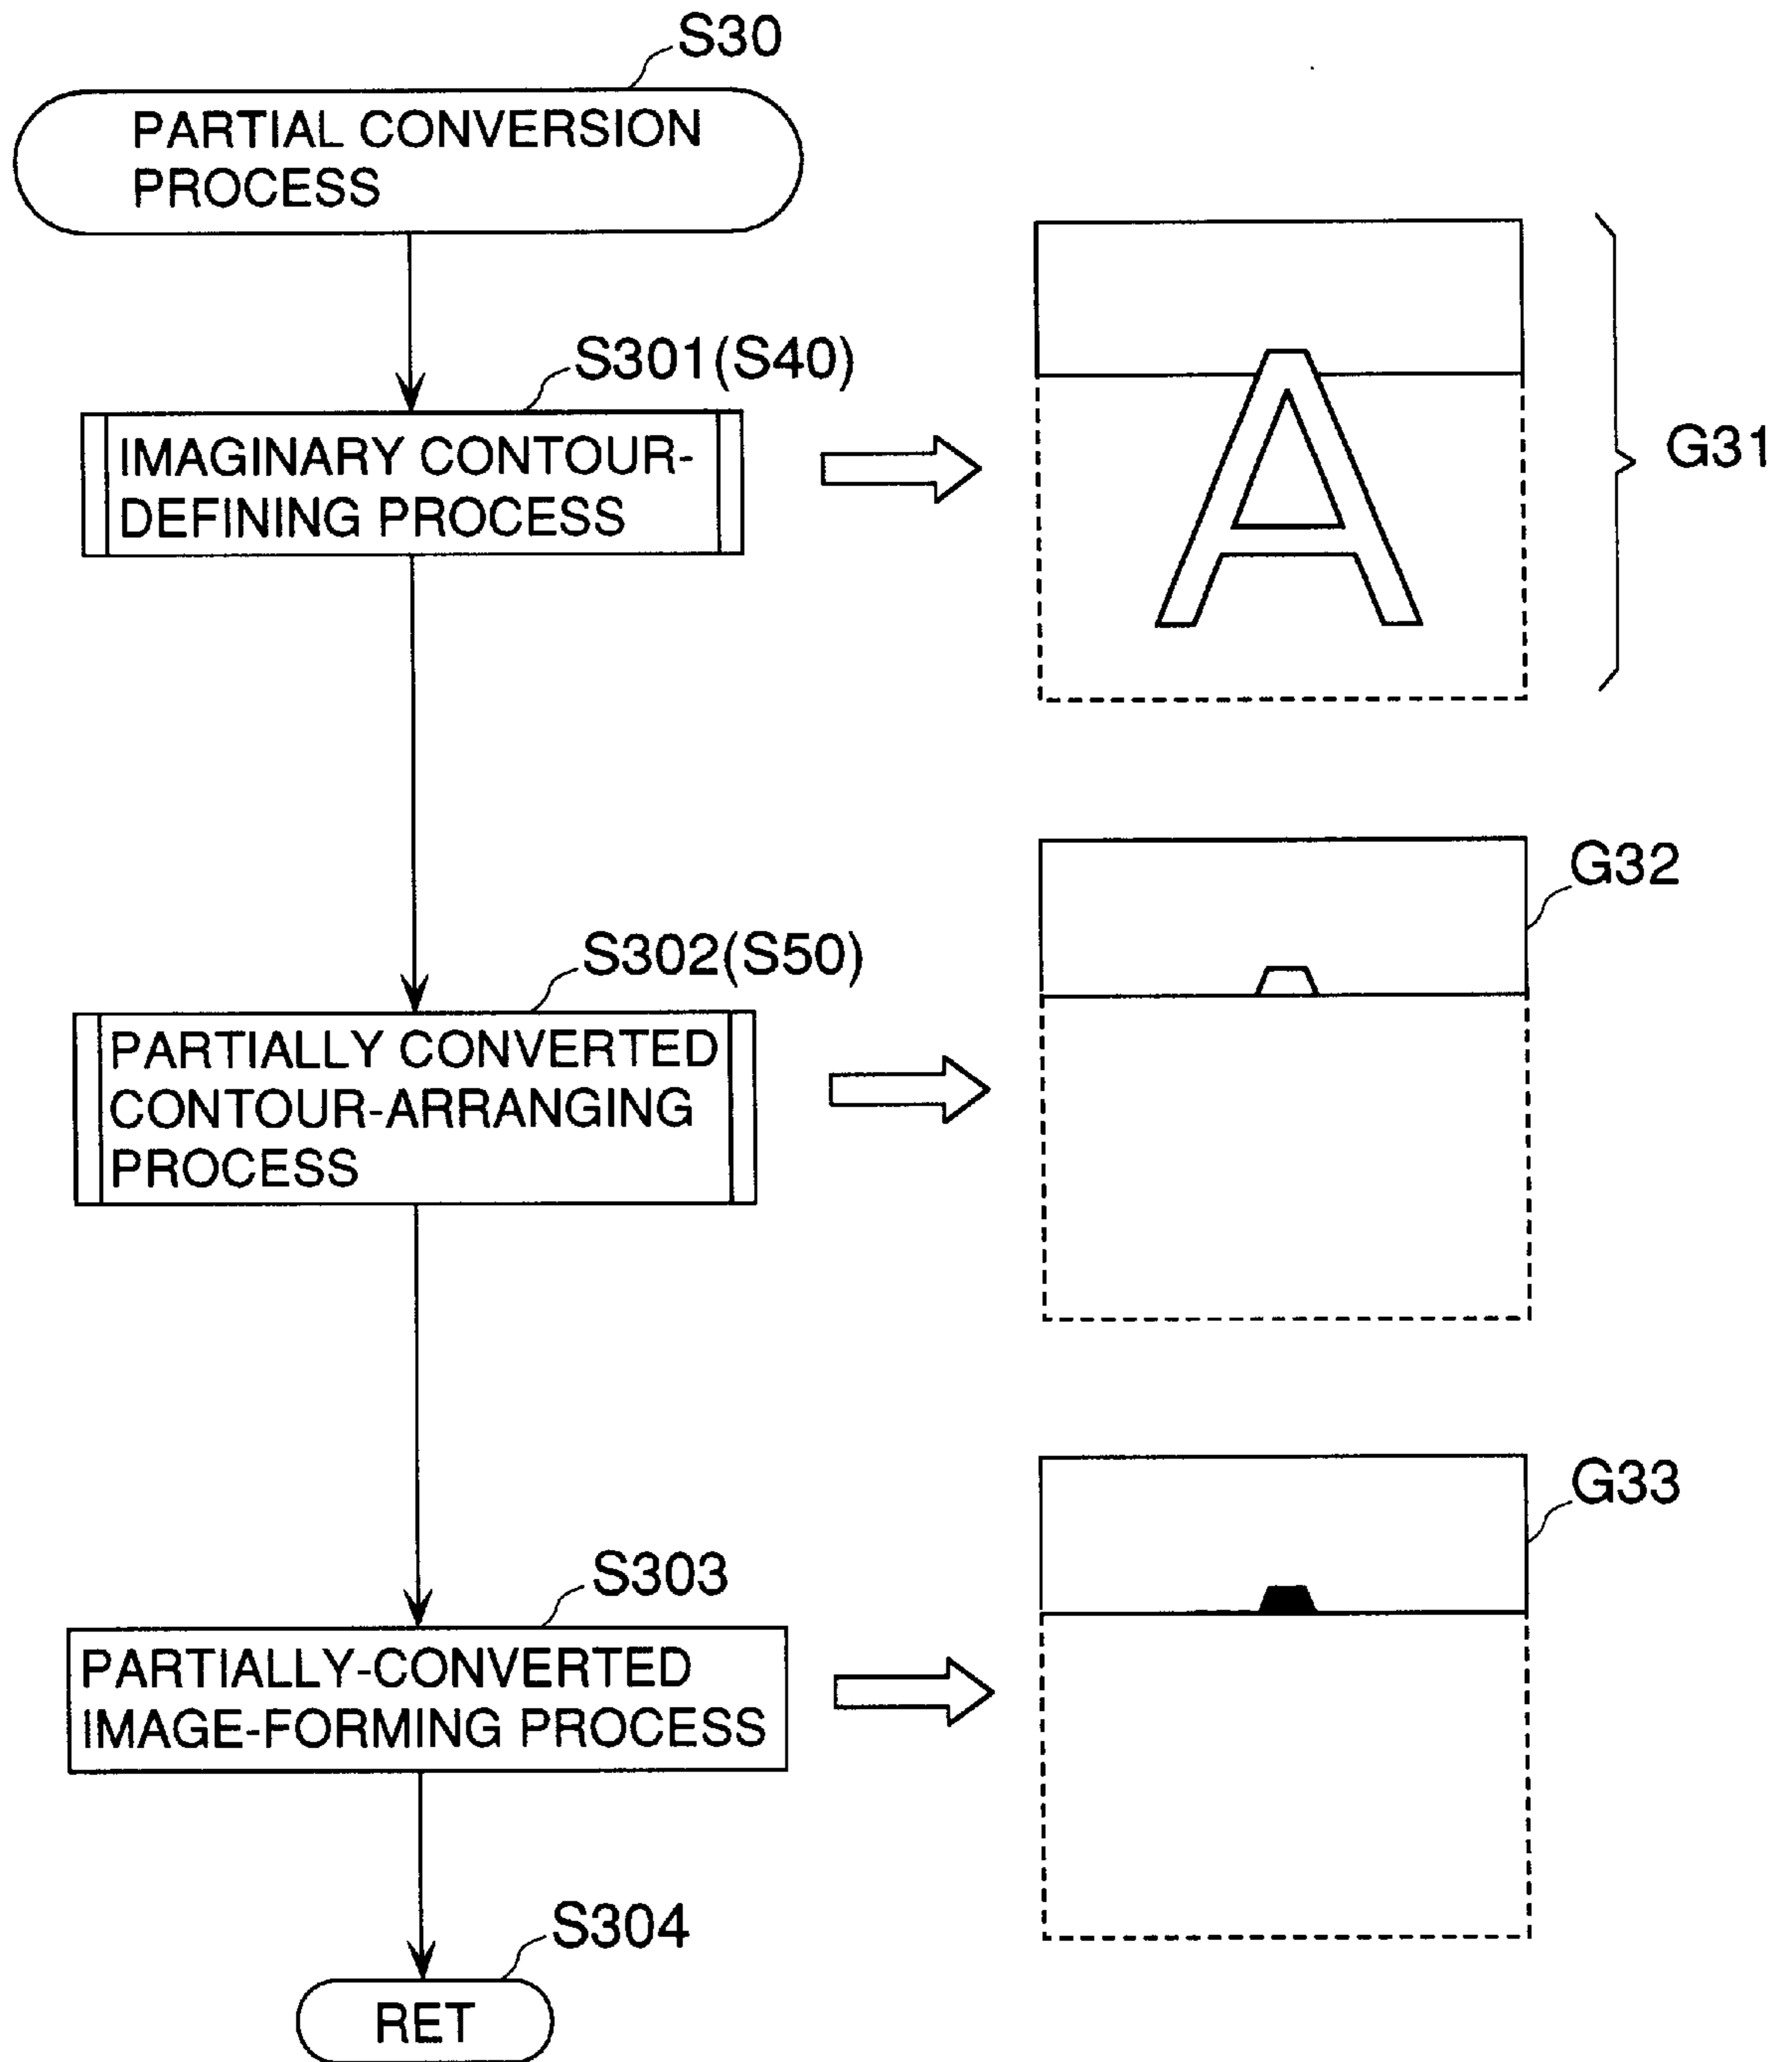 S30
PARTIAL CONVERSION
PROCESS
S301(S40)
IMAGINARY CONTOUR-
DEFINING PROCESS
A
G31
S302(S50)
PARTIALLY CONVERTED
CONTOUR-ARRANGING
PROCESS
G32
S303
PARTIALLY-CONVERTED
IMAGE-FORMING PROCESS
G33
S304
RET